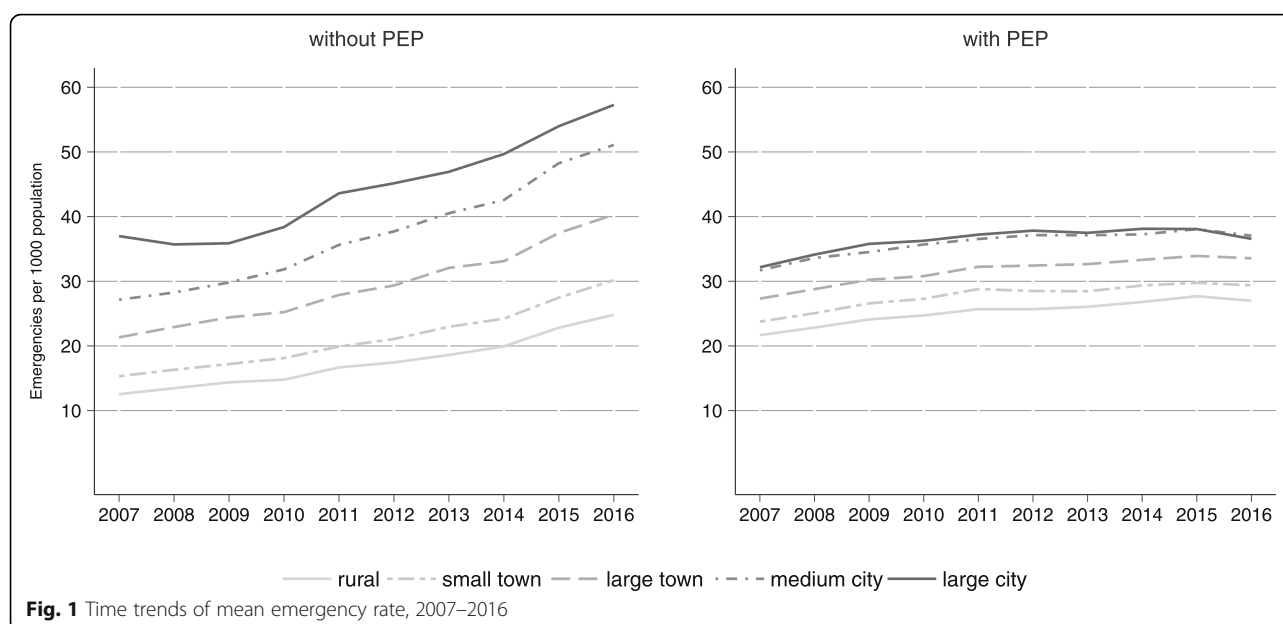 without PEP
with PEP
Emergencies per 1000 population
60
50
40
30
20
10
2007 2008 2009 2010 2011 2012 2013 2014 2015 2016
60
50
40
30
20
10
2007 2008 2009 2010 2011 2012 2013 2014 2015 2016
rural small town large town medium city large city
Fig. 1 Time trends of mean emergency rate, 2007–2016